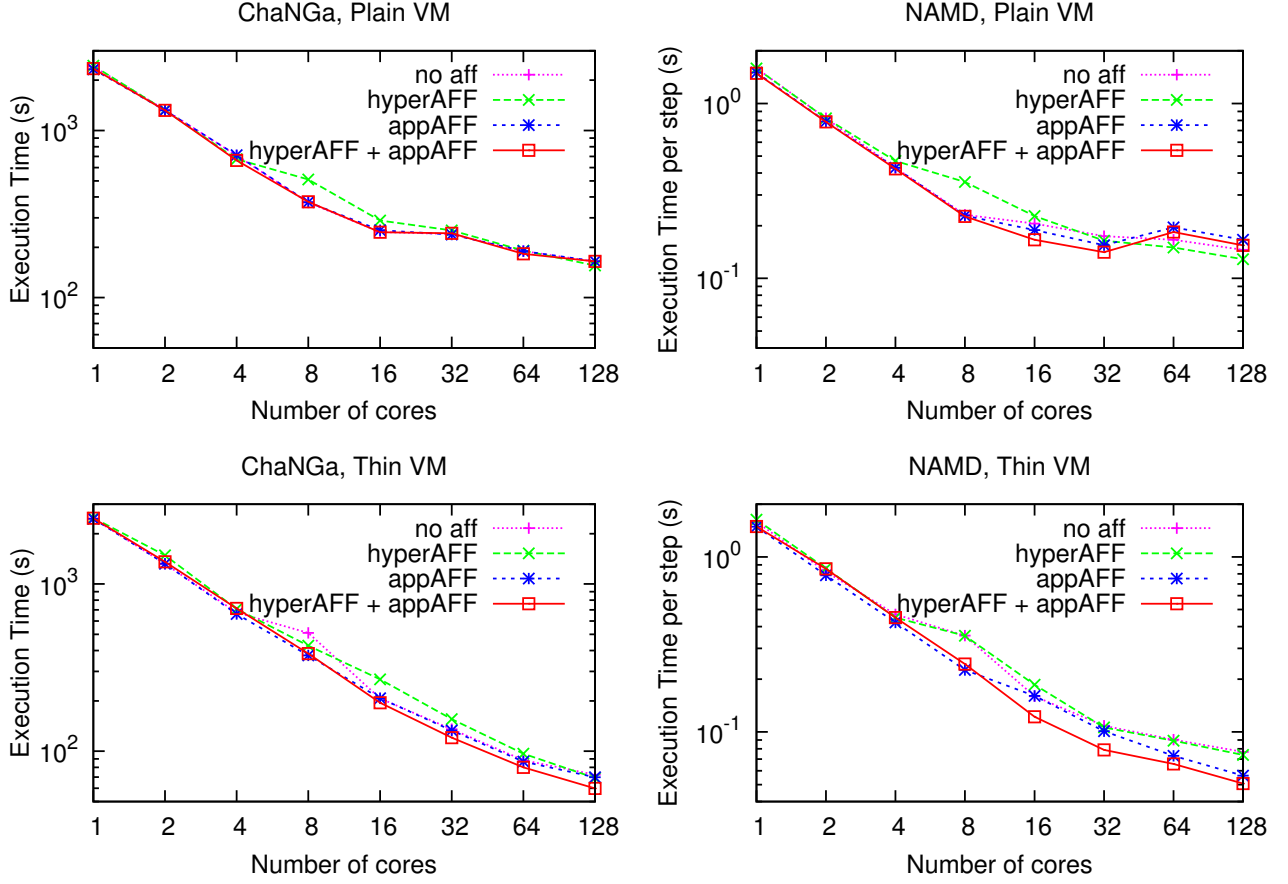 ChaNGa, Plain VM
Execution Time (s)
10^3
10^2
no aff
hyperAFF
appAFF
hyperAFF + appAFF
1 2 4 8 16 32 64 128
Number of cores
NAMD, Plain VM
Execution Time per step (s)
10^0
10^-1
no aff
hyperAFF
appAFF
hyperAFF + appAFF
1 2 4 8 16 32 64 128
Number of cores
ChaNGa, Thin VM
Execution Time (s)
10^3
10^2
no aff
hyperAFF
appAFF
hyperAFF + appAFF
1 2 4 8 16 32 64 128
Number of cores
NAMD, Thin VM
Execution Time per step (s)
10^0
10^-1
no aff
hyperAFF
appAFF
hyperAFF + appAFF
1 2 4 8 16 32 64 128
Number of cores